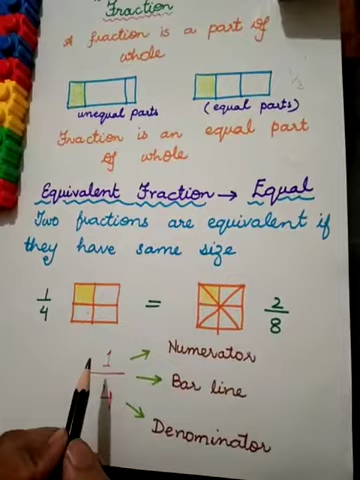 Fraction
A fraction is a part of
whole
unequal parts
(equal parts)
Fraction is an equal part
of whole
Equivalent Fraction → Equal
Two fractions are equivalent if
they have same size
1/4 = 2/8
1 → Numerator
→ Bar line
4 → Denominator